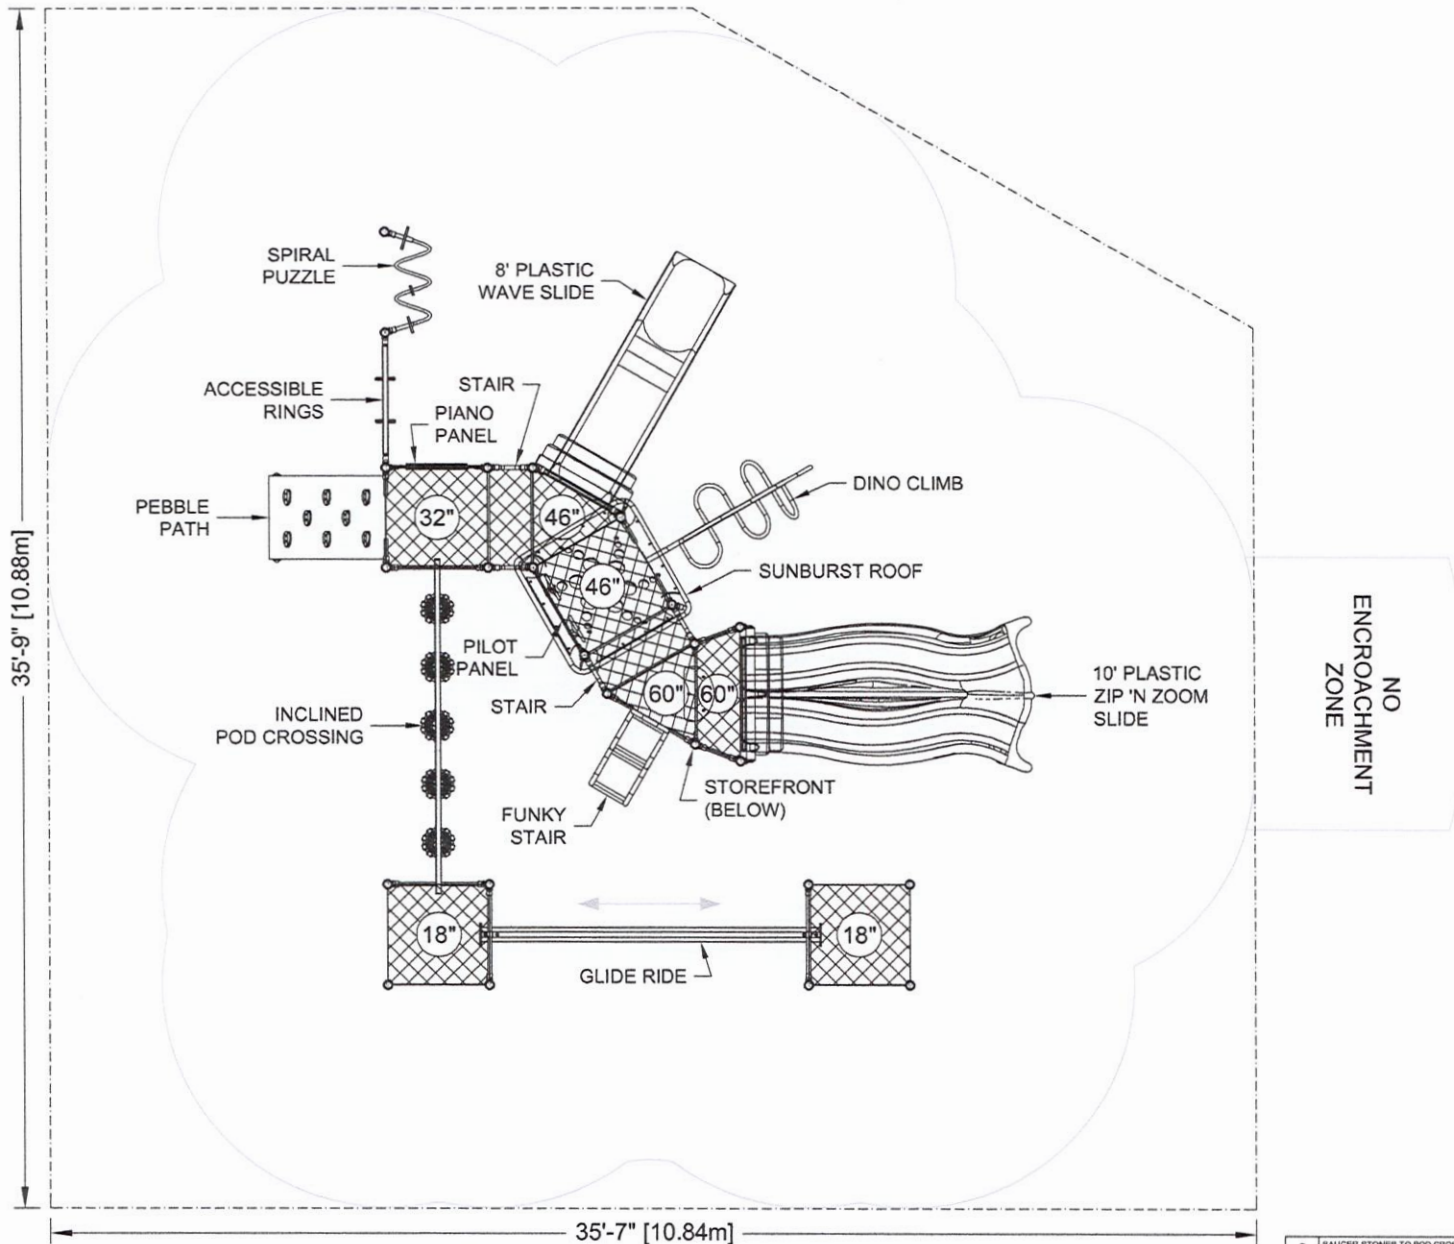 SPIRAL
PUZZLE
8' PLASTIC
WAVE SLIDE
ACCESSIBLE
RINGS
STAIR
PIANO
PANEL
PEBBLE
PATH
32"
46"
DINO CLIMB
46"
SUNBURST ROOF
PILOT
PANEL
STAIR
60"
60"
10' PLASTIC
ZIP 'N ZOOM
SLIDE
INCLINED
POD CROSSING
STOREFRONT
(BELOW)
FUNKY
STAIR
18"
18"
GLIDE RIDE
NO
ENCROACHMENT
ZONE
35'-9" [10.88m]
35'-7" [10.84m]